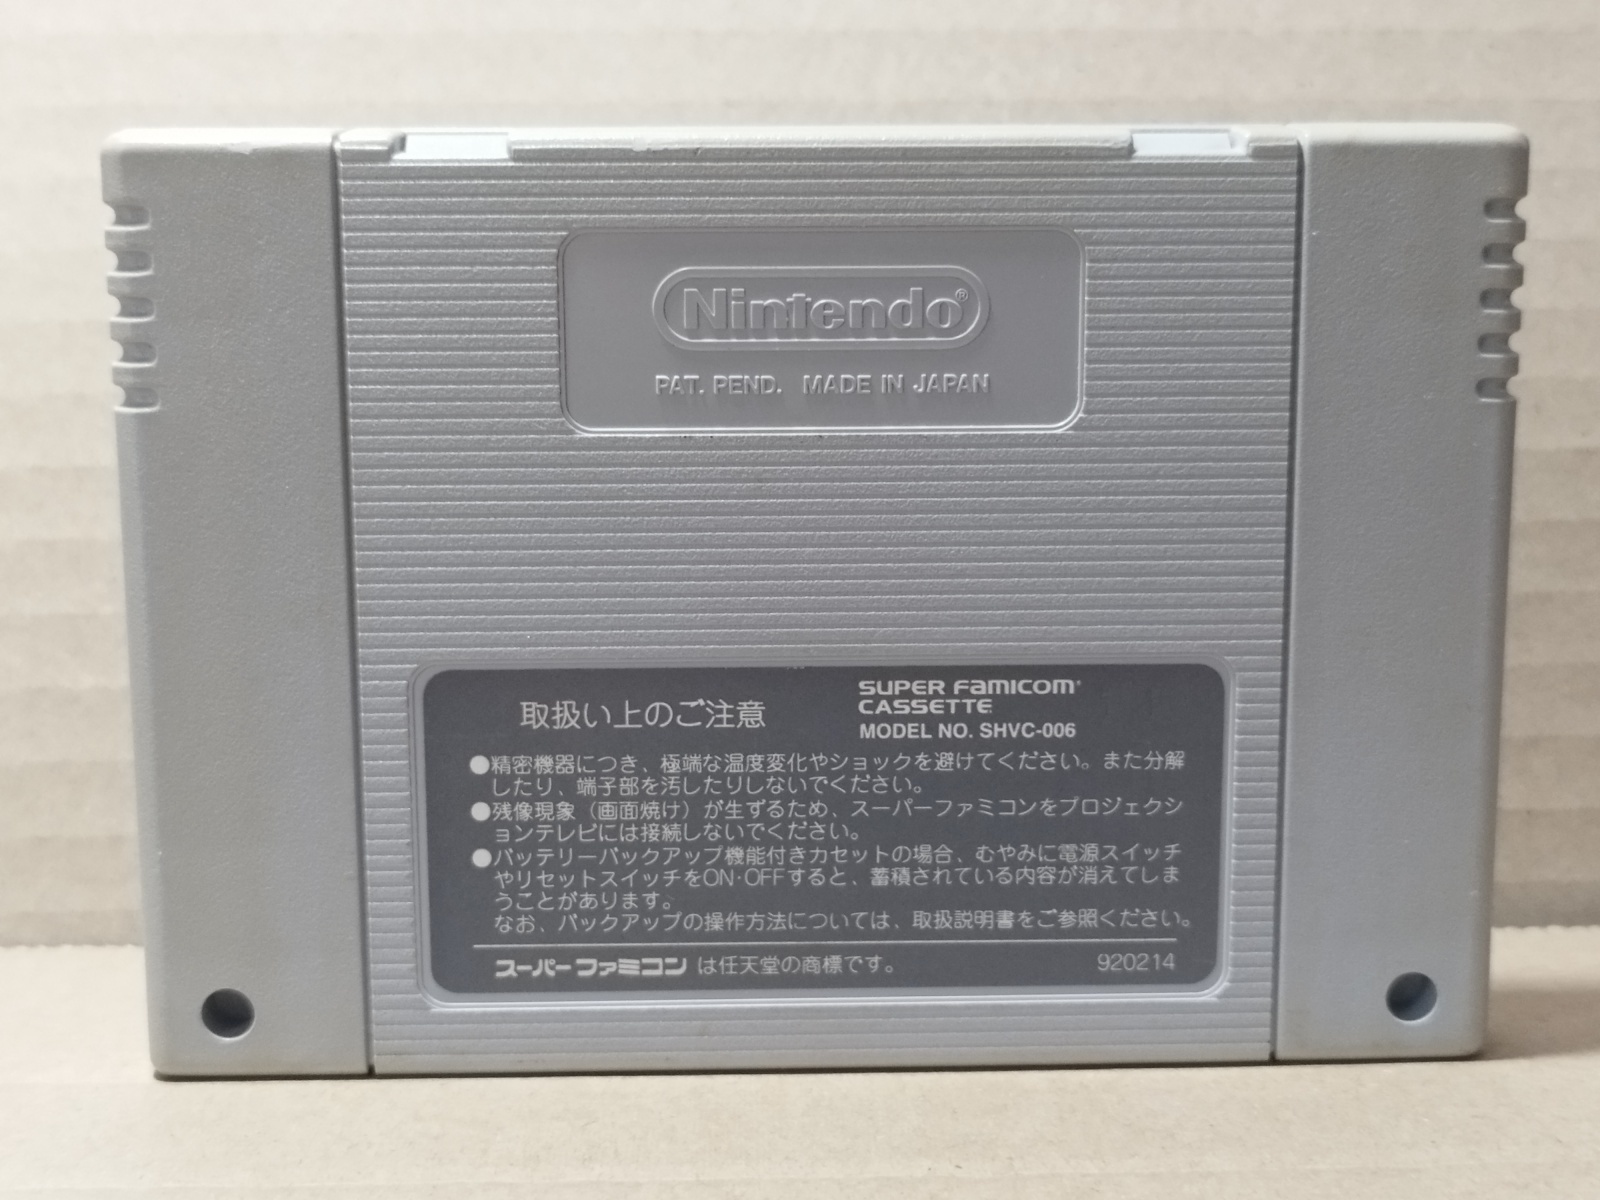 Nintendo®
PAT. PEND. MADE IN JAPAN
取扱い上のご注意
SUPER FAMICOM
CASSETTE
MODEL NO. SHVC-006
●精密機器につき、極端な温度変化やショックを避けてください。また分解
したり、端子部を汚したりしないでください。
●残像現象（画面焼け）が生ずるため、スーパーファミコンをプロジェクシ
ョンテレビには接続しないでください。
●バッテリーバックアップ機能付きカセットの場合、むやみに電源スイッチ
やリセットスイッチをON·OFFすると、蓄積されている内容が消えてしま
うことがあります。
なお、バックアップの操作方法については、取扱説明書をご参照ください。
スーパーファミコン は任天堂の商標です。
920214